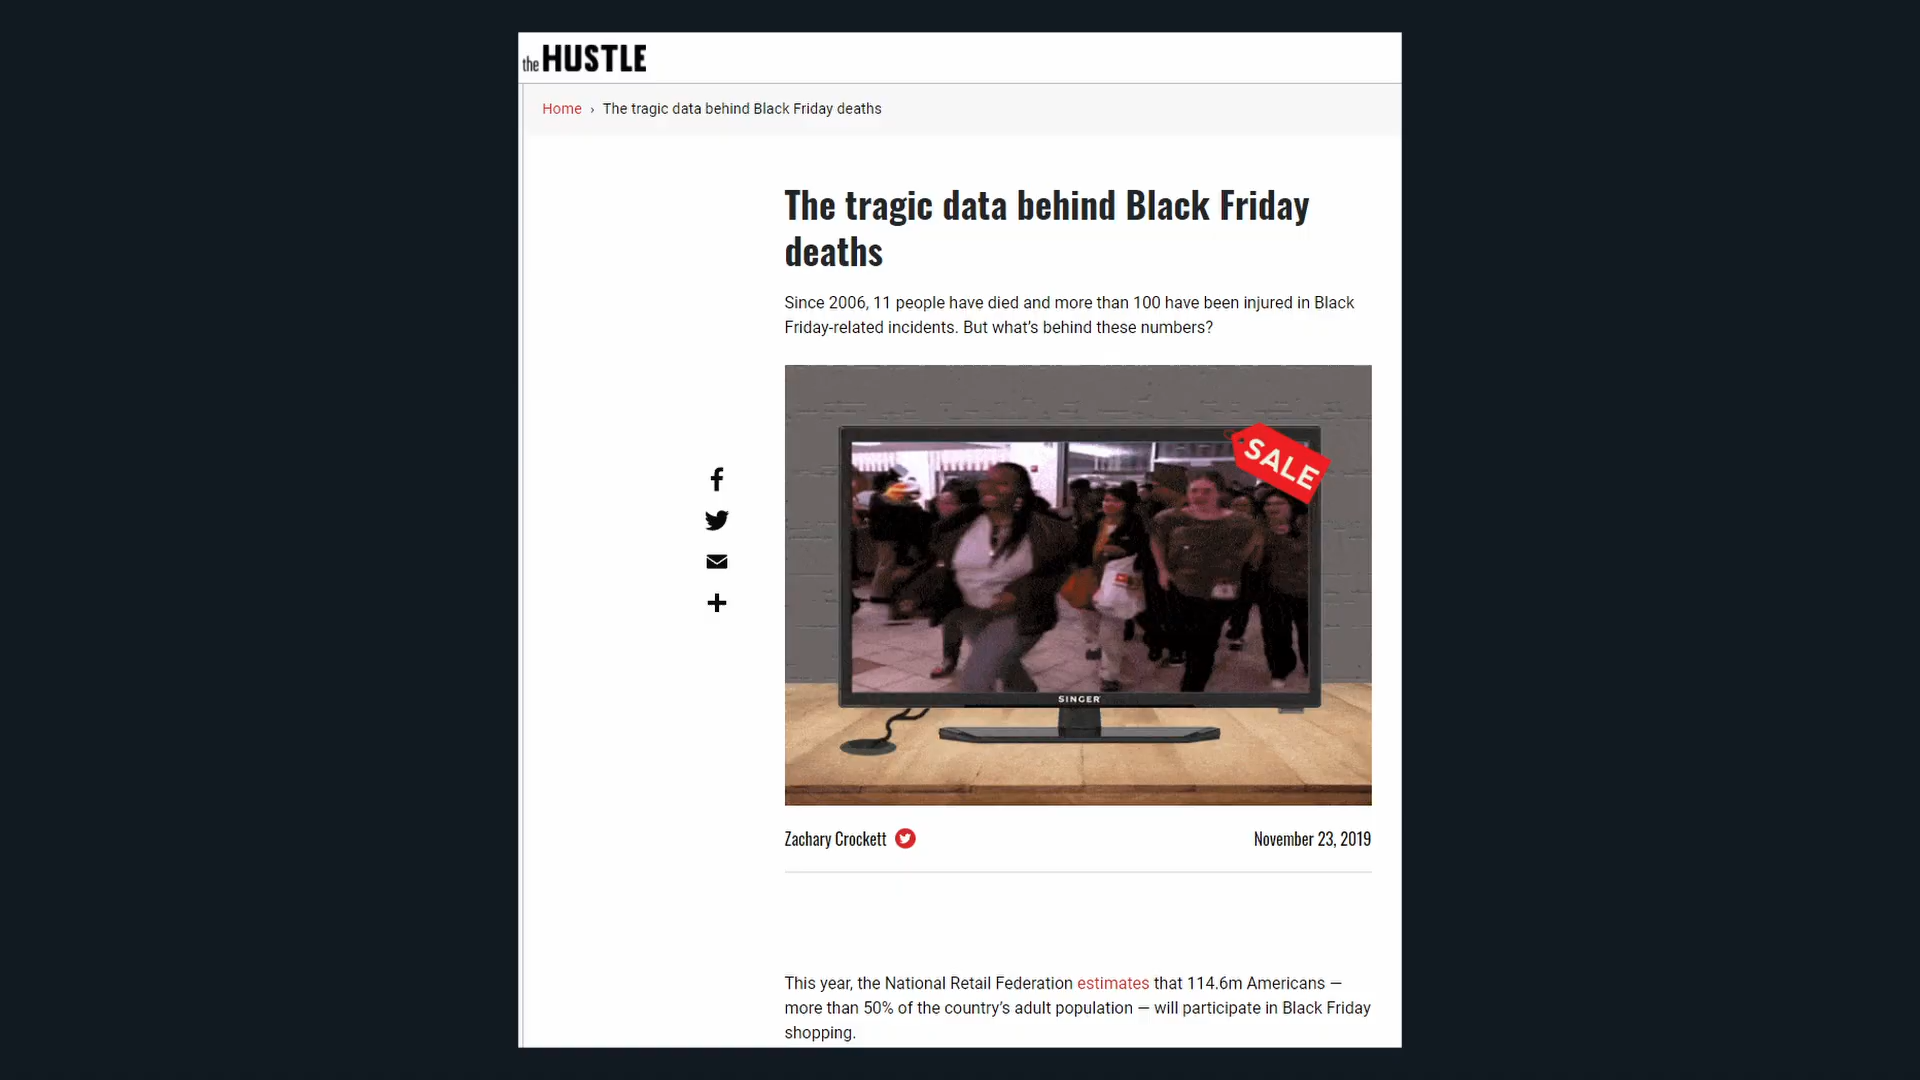 the HUSTLE
Home › The tragic data behind Black Friday deaths
The tragic data behind Black Friday
deaths
Since 2006, 11 people have died and more than 100 have been injured in Black
Friday-related incidents. But what's behind these numbers?
SALE
SINGER
Zachary Crockett
November 23, 2019
This year, the National Retail Federation estimates that 114.6m Americans —
more than 50% of the country's adult population — will participate in Black Friday
shopping.